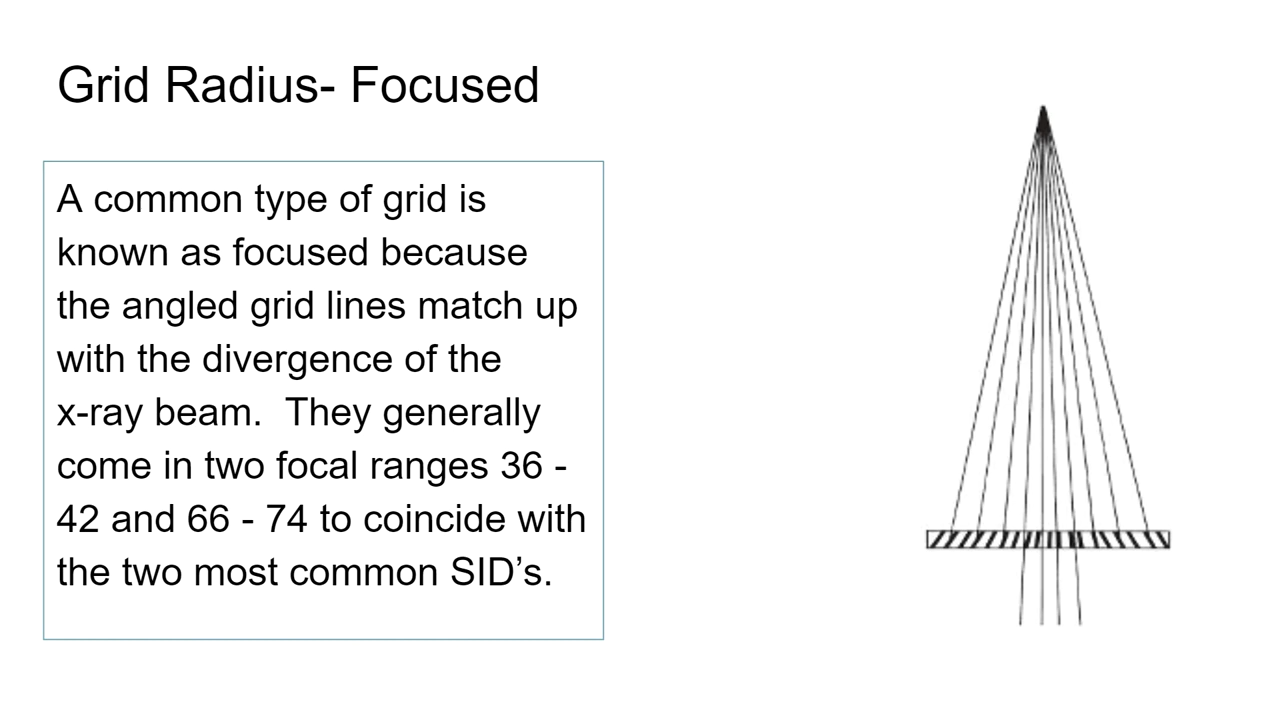 Grid Radius- Focused
A common type of grid is
known as focused because
the angled grid lines match up
with the divergence of the
x-ray beam.  They generally
come in two focal ranges 36 -
42 and 66 - 74 to coincide with
the two most common SID’s.